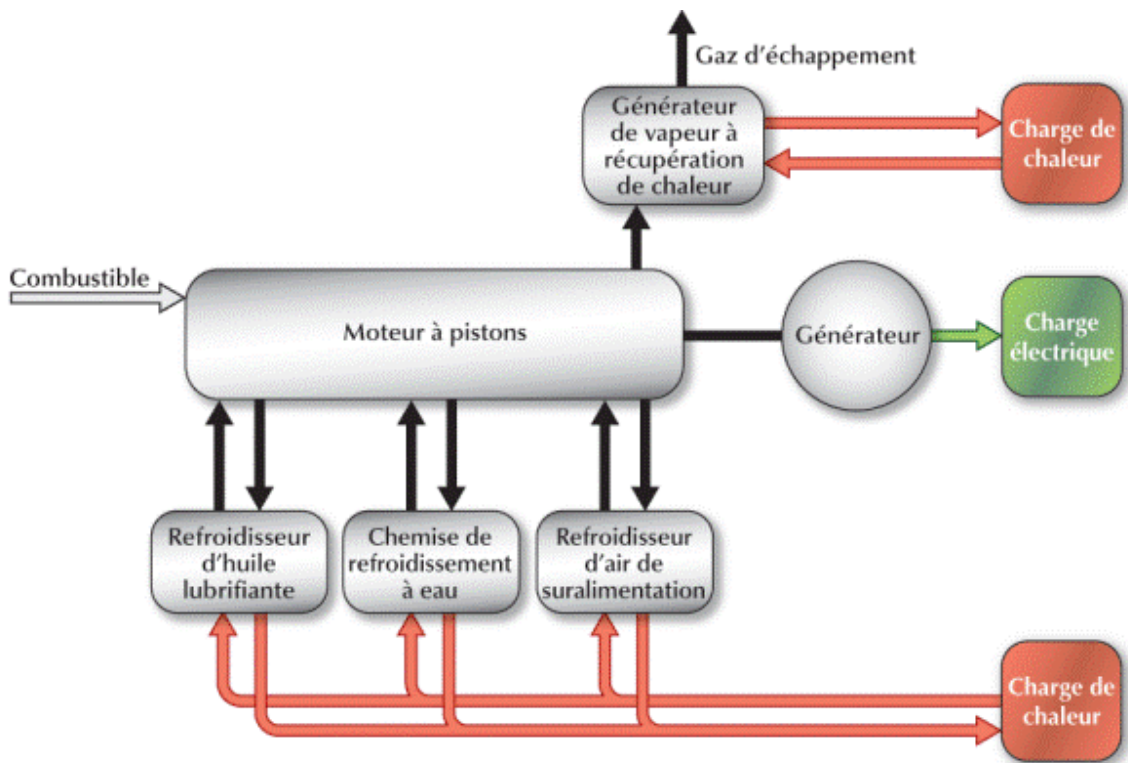 Gaz d'échappement
Générateur
de vapeur à
récupération
de chaleur
Charge de
chaleur
Combustible
Moteur à pistons
Générateur
Charge
électrique
Refroidisseur
d'huile
lubrifiante
Chemise de
refroidissement
à eau
Refroidisseur
d'air de
suralimentation
Charge de
chaleur